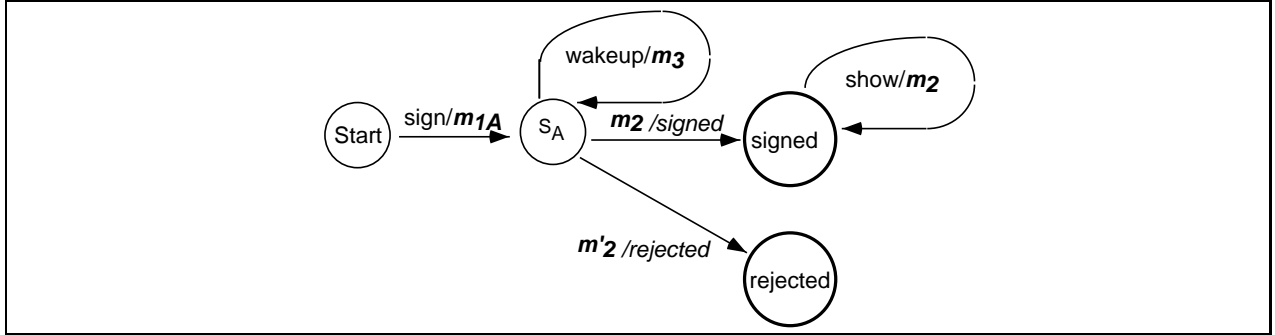 wakeup/m3
show/m2
sign/m1A
Start
SA
m2 /signed
signed
m'2 /rejected
rejected